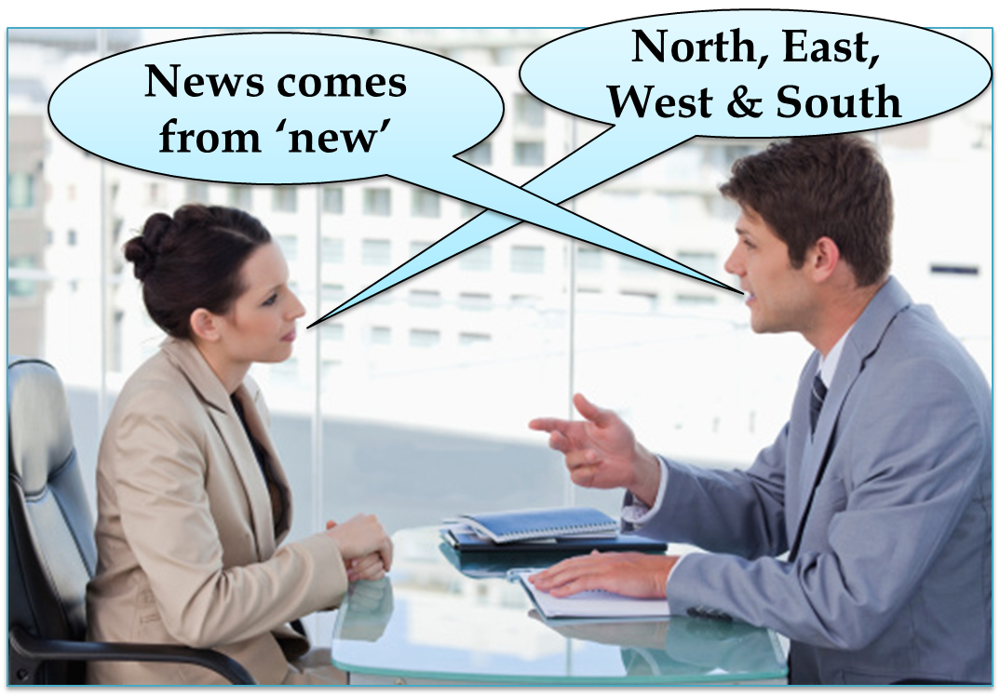 News comes
from ‘new’
North, East,
West & South